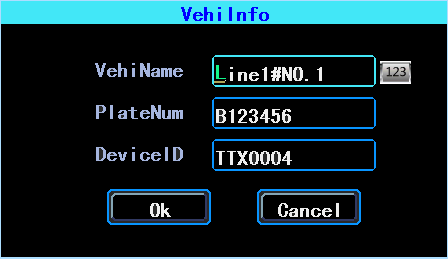 VehiInfo
VehiName Line1#NO.1 123
PlateNum B123456
DeviceID TTX0004
Ok Cancel